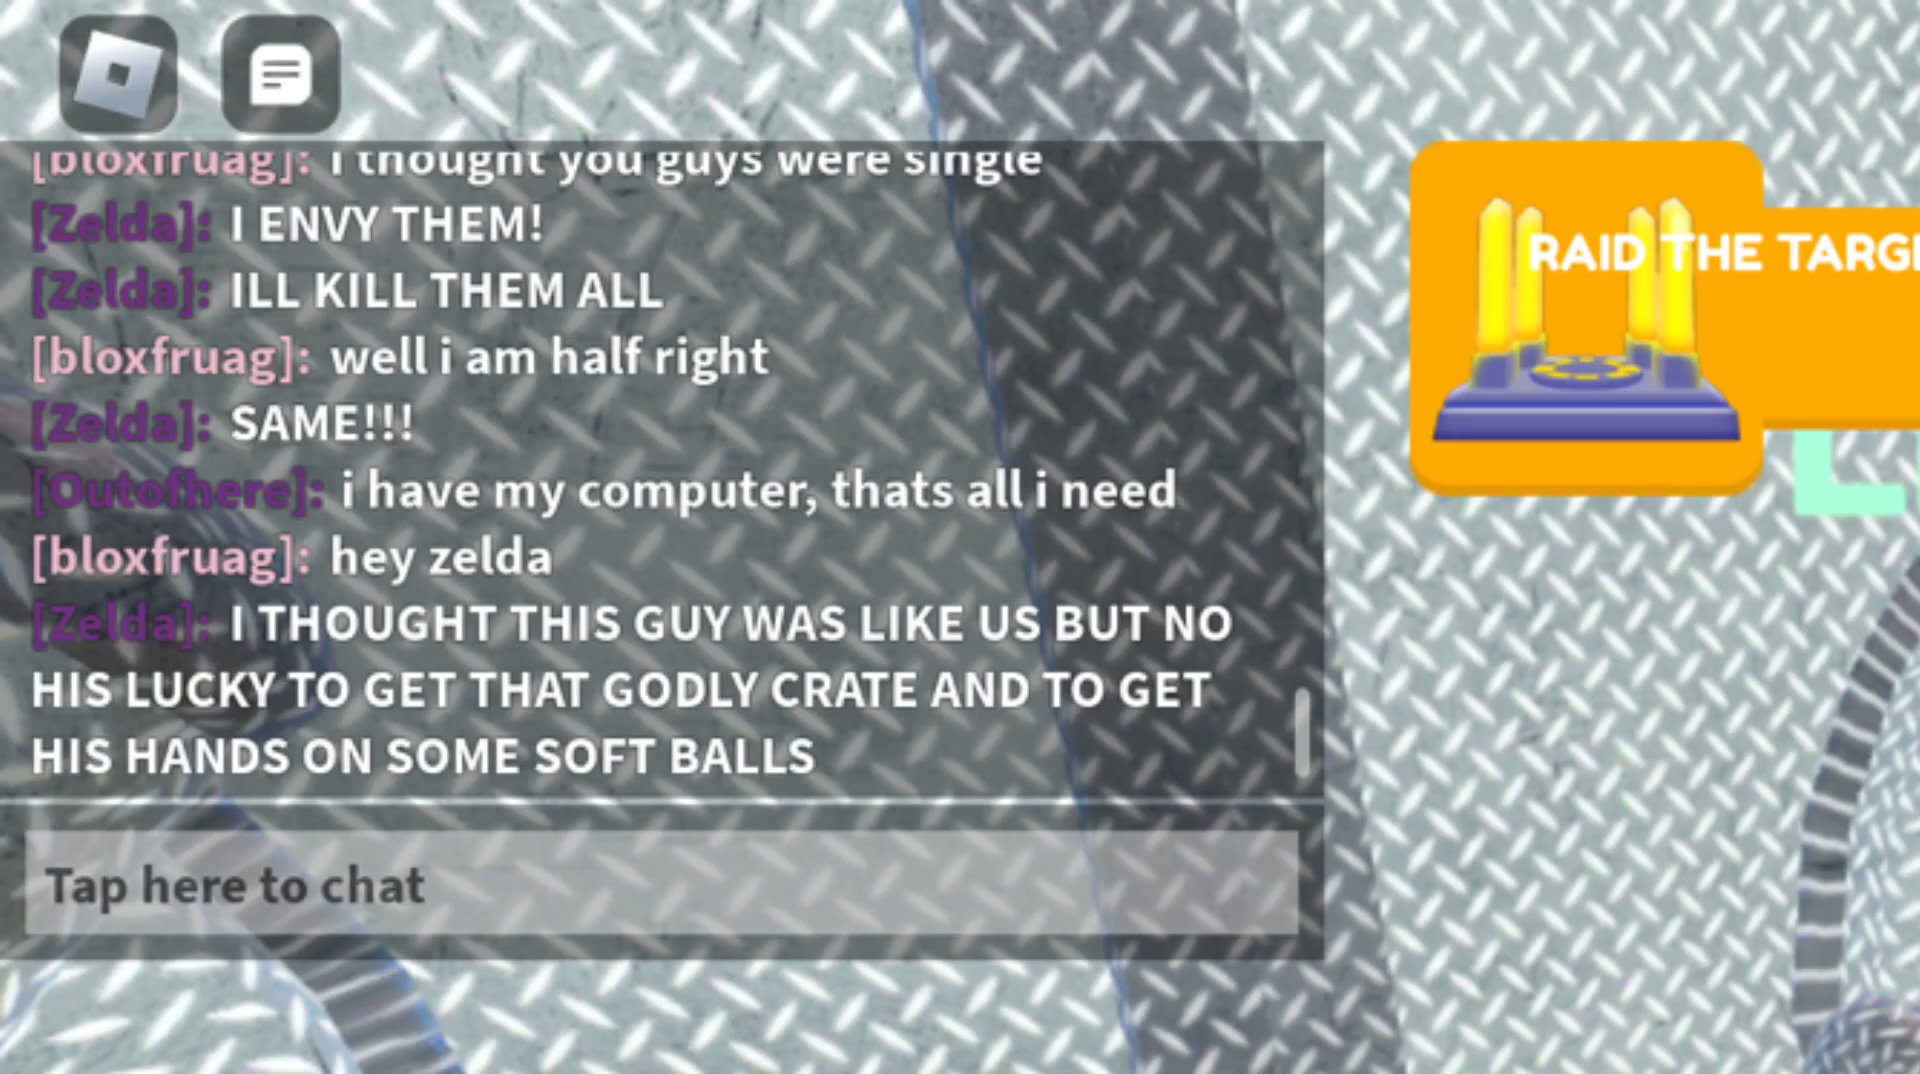 [bloxfruag]: i thought you guys were single
[Zelda]: I ENVY THEM!
[Zelda]: ILL KILL THEM ALL
[bloxfruag]: well i am half right
[Zelda]: SAME!!!
[Outofhere]: i have my computer, thats all i need
[bloxfruag]: hey zelda
[Zelda]: I THOUGHT THIS GUY WAS LIKE US BUT NO
HIS LUCKY TO GET THAT GODLY CRATE AND TO GET
HIS HANDS ON SOME SOFT BALLS
Tap here to chat
RAID THE